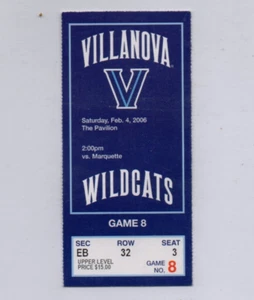 VILLANOVA
V
Saturday, Feb. 4, 2006
The Pavilion
2:00pm
vs. Marquette
WILDCATS
GAME 8
SEC ROW SEAT
EB 32 3
UPPER LEVEL
PRICE $15.00
GAME NO. 8